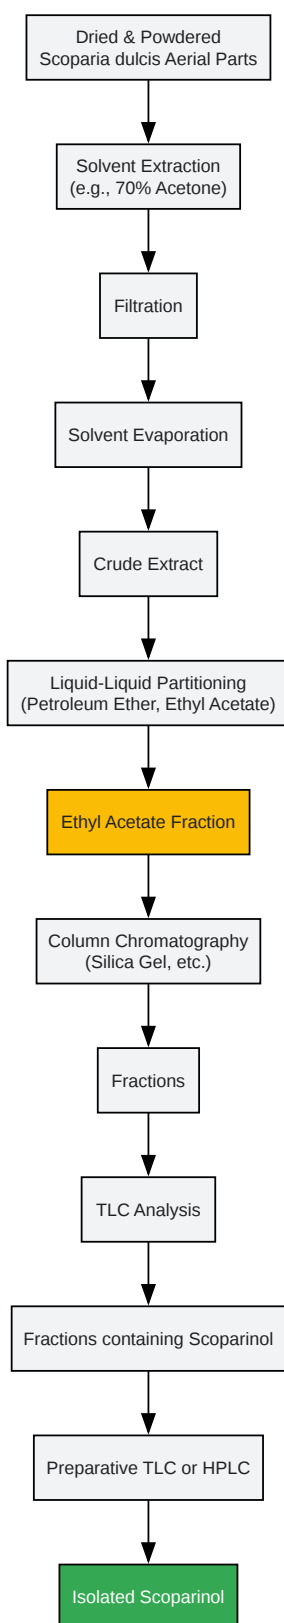 Dried & Powdered
Scoparia dulcis Aerial Parts
Solvent Extraction
(e.g., 70% Acetone)
Filtration
Solvent Evaporation
Crude Extract
Liquid-Liquid Partitioning
(Petroleum Ether, Ethyl Acetate)
Ethyl Acetate Fraction
Column Chromatography
(Silica Gel, etc.)
Fractions
TLC Analysis
Fractions containing Scoparinol
Preparative TLC or HPLC
Isolated Scoparinol